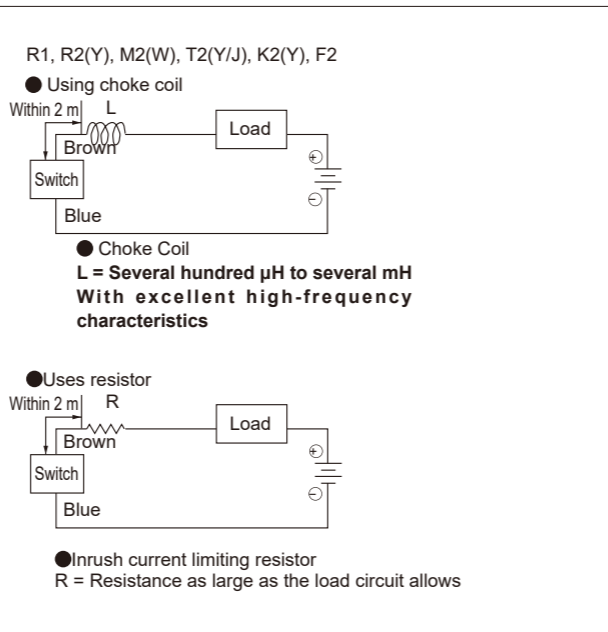 R1, R2(Y), M2(W), T2(Y/J), K2(Y), F2
● Using choke coil
Within 2 m L
Load
Brown
+
Switch
−
Blue
● Choke Coil
L = Several hundred µH to several mH
With excellent high-frequency
characteristics
●Uses resistor
Within 2 m R
Load
Brown
+
Switch
−
Blue
●Inrush current limiting resistor
R = Resistance as large as the load circuit allows